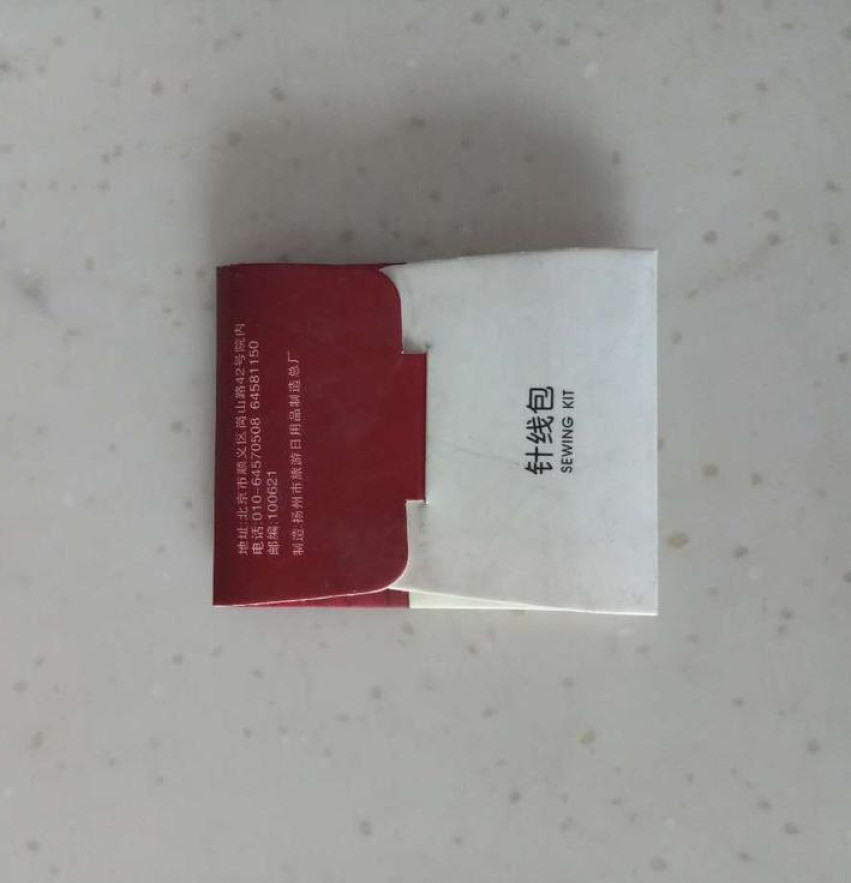 地址:北京市顺义区岗山路42号院内
电话:010-64570508 64581150
邮编:100621
制造:扬州市旅游日用品制造总厂
针线包
SEWING KIT